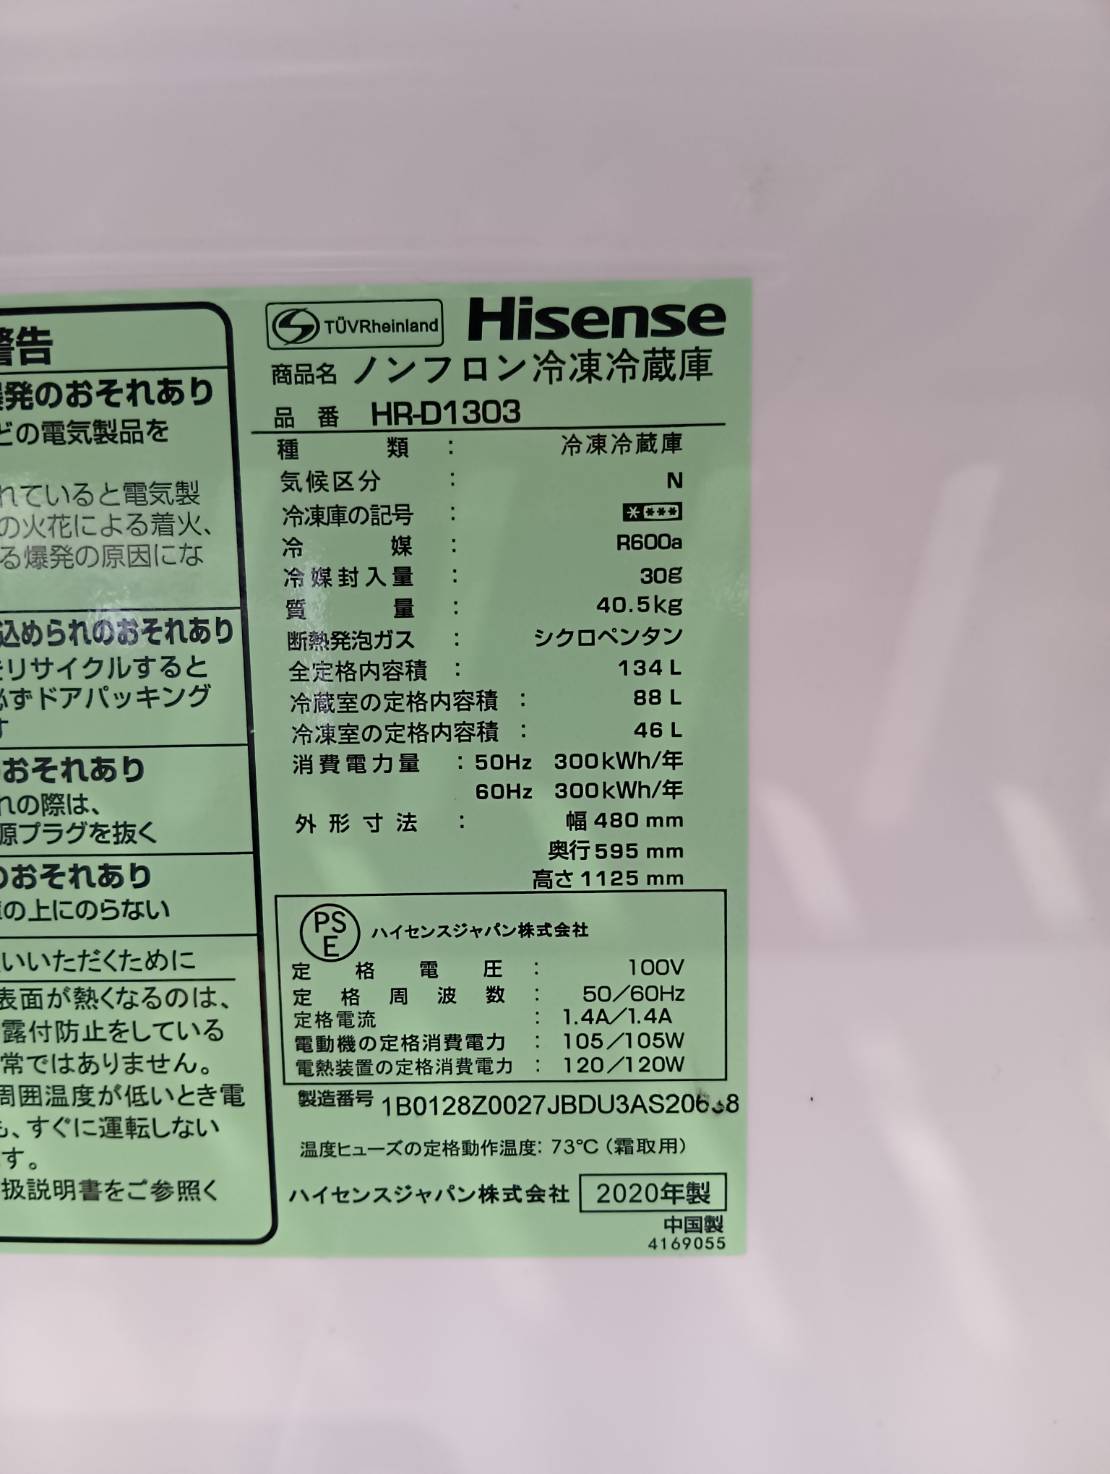 警告
発のおそれあり
どの電気製品を
れていると電気製
の火花による着火、
る爆発の原因にな
込められのおそれあり
をリサイクルすると
必ずドアパッキング
す
のおそれあり
れの際は、
源プラグを抜く
のおそれあり
の上にのらない
いいただくために
表面が熱くなるのは、
露付防止をしている
常ではありません。
周囲温度が低いとき電
も、すぐに運転しない
す。
扱説明書をご参照く
TÜVRheinland
Hisense
商品名 ノンフロン冷凍冷蔵庫
品番 HR-D1303
種類 : 冷凍冷蔵庫
気候区分 : N
冷凍庫の記号 : ****
冷媒 : R600a
冷媒封入量 : 30g
質量 : 40.5kg
断熱発泡ガス : シクロペンタン
全定格内容積 : 134 L
冷蔵室の定格内容積 : 88 L
冷凍室の定格内容積 : 46 L
消費電力量 : 50Hz 300kWh/年
60Hz 300kWh/年
外形寸法 : 幅 480 mm
奥行 595 mm
高さ 1125 mm
PSE ハイセンスジャパン株式会社
定格電圧 : 100V
定格周波数 : 50/60Hz
定格電流 : 1.4A/1.4A
電動機の定格消費電力 : 105/105W
電熱装置の定格消費電力 : 120/120W
製造番号
温度ヒューズの定格動作温度: 73℃(霜取用)
ハイセンスジャパン株式会社 2020年製
中国製
4169055